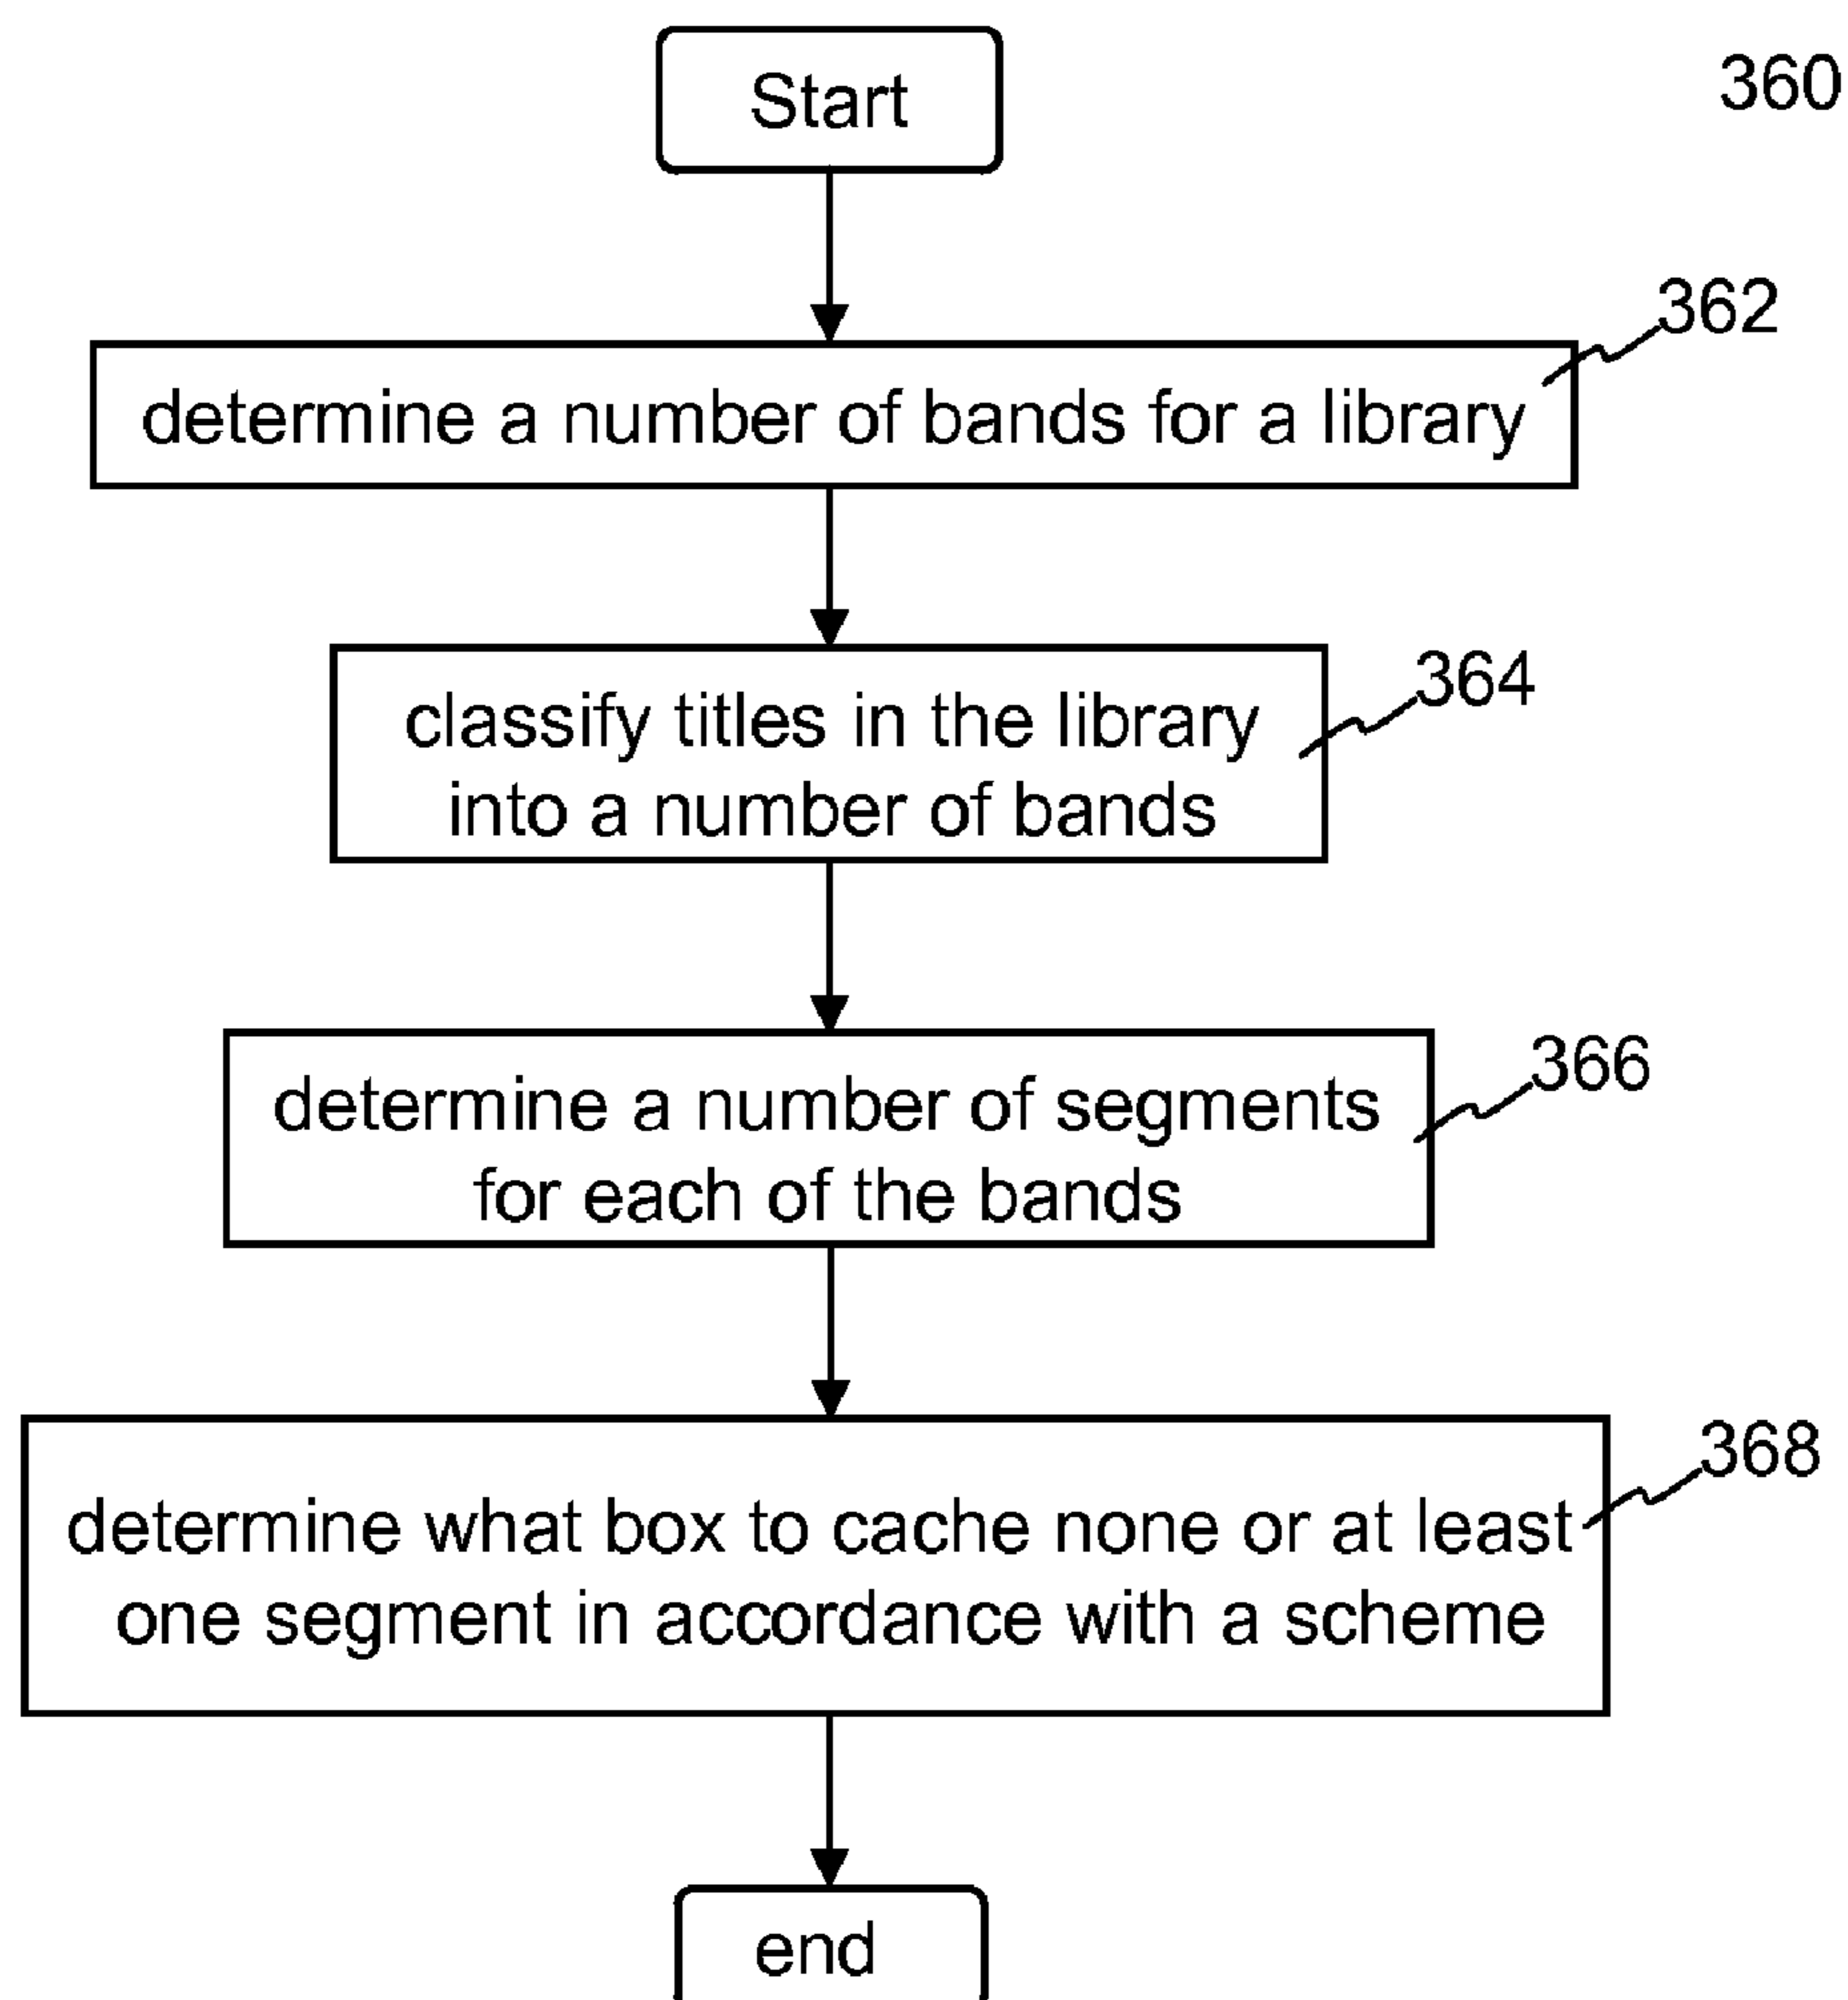 Start
360
362
determine a number of bands for a library
364
classify titles in the library
into a number of bands
366
determine a number of segments
for each of the bands
368
determine what box to cache none or at least
one segment in accordance with a scheme
end